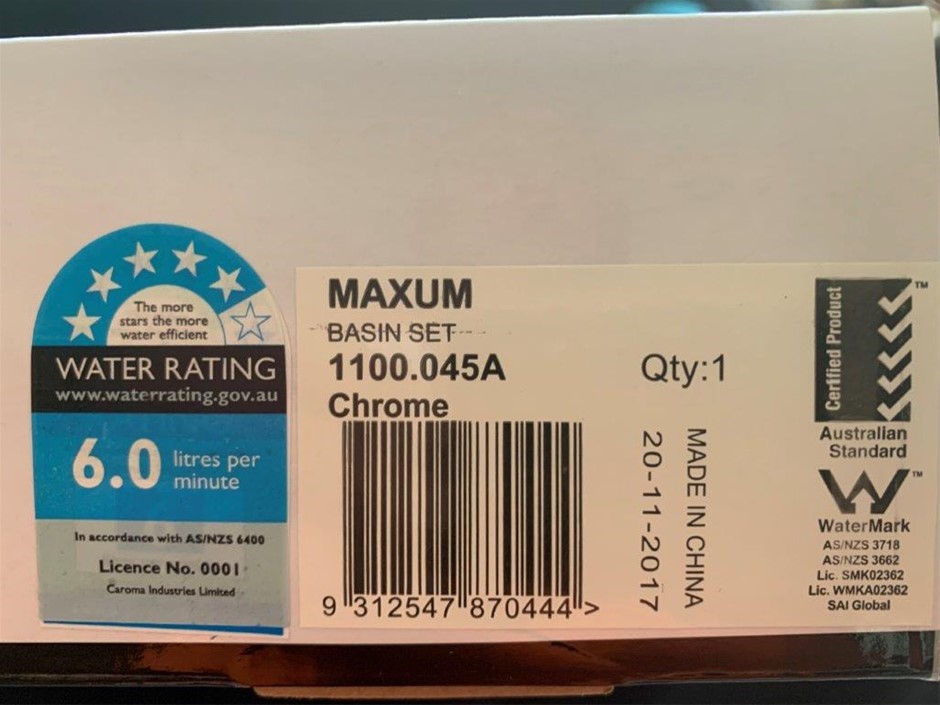 The more
stars the more
water efficient
WATER RATING
www.waterrating.gov.au
6.0 litres per
minute
In accordance with AS/NZS 6400
Licence No. 0001
Caroma Industries Limited
MAXUM
BASIN SET
1100.045A
Chrome
Qty:1
9 312547 870444 >
20-11-2017
MADE IN CHINA
Certified Product
TM
Australian
Standard
TM
WaterMark
AS/NZS 3718
AS/NZS 3662
Lic. SMK02362
Lic. WMKA02362
SAI Global